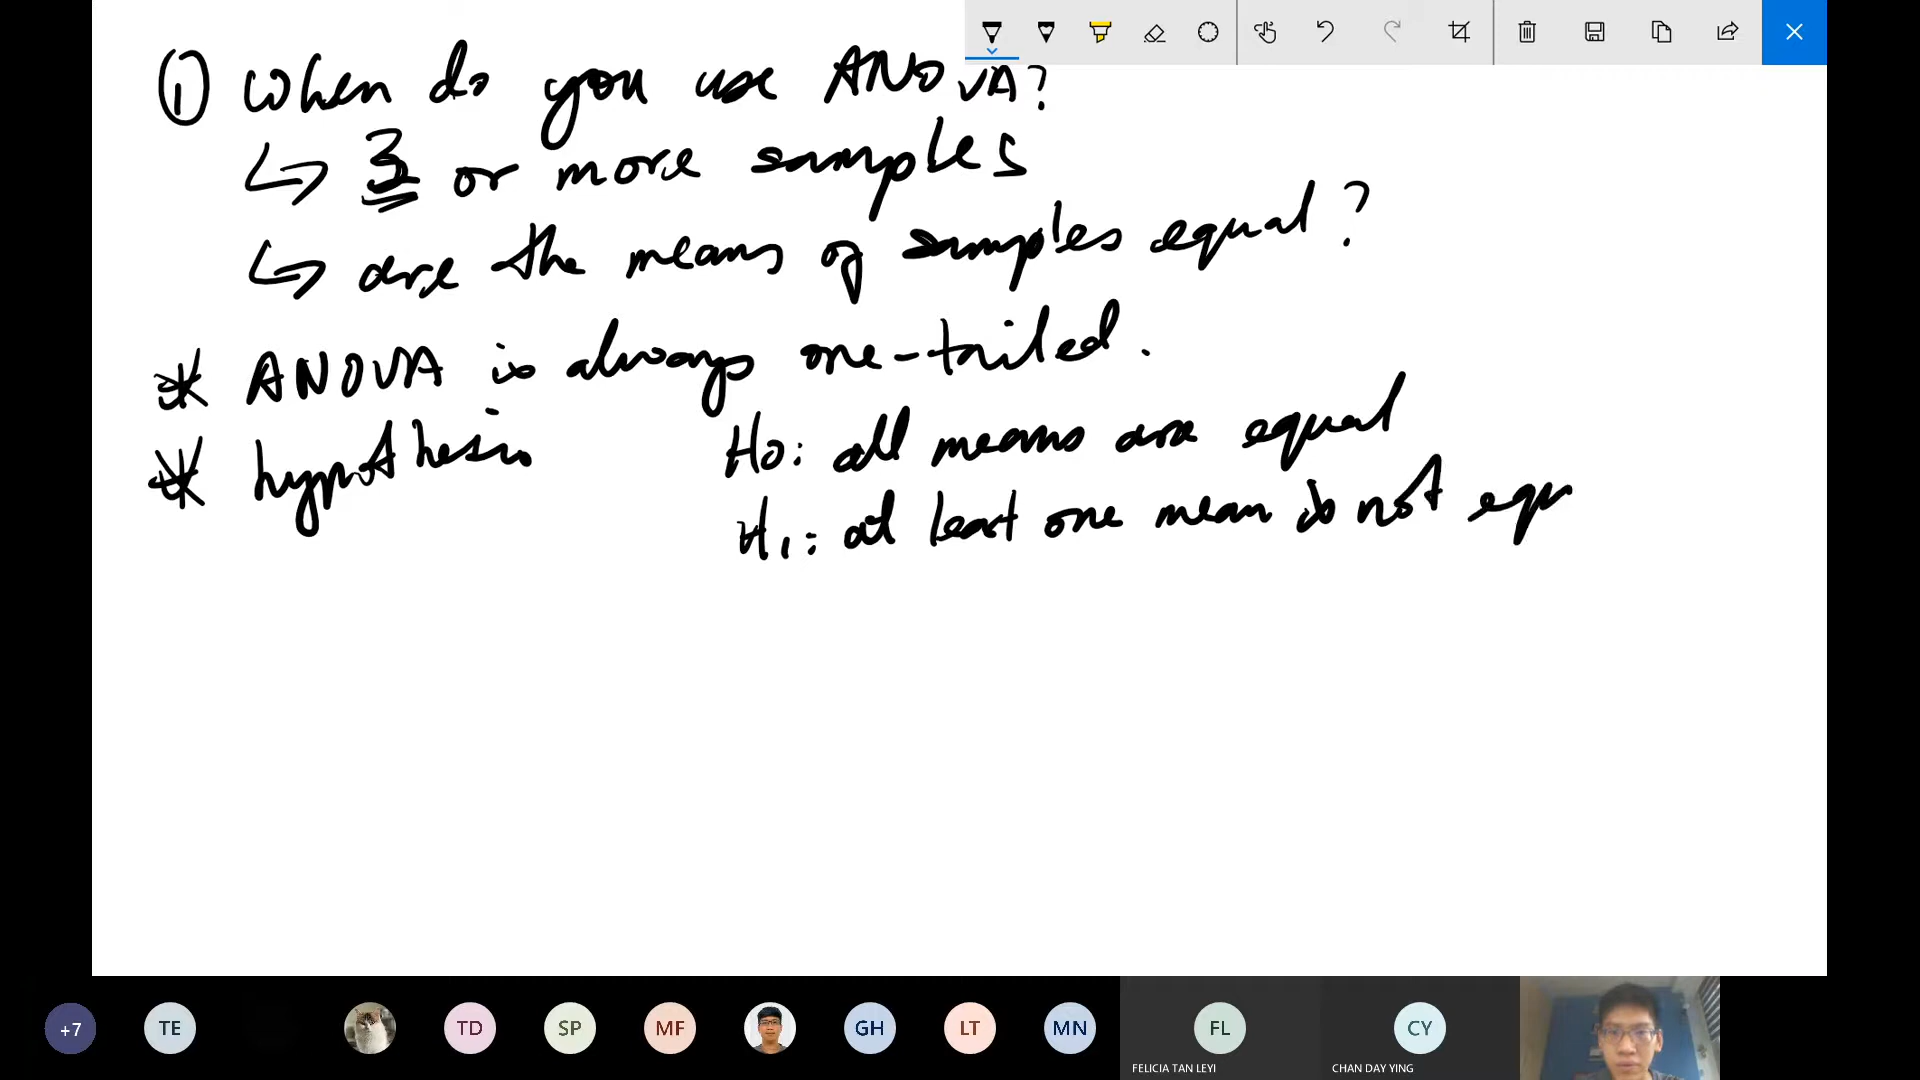 ① When do you use ANOVA?
↳ 3 or more samples
↳ are the means of samples equal?
* ANOVA is always one-tailed.
* hypothesis H0: all means are equal
H1: at least one mean is not equ
+7 TE TD SP MF GH LT MN FL CY
FELICIA TAN LEYI CHAN DAY YING